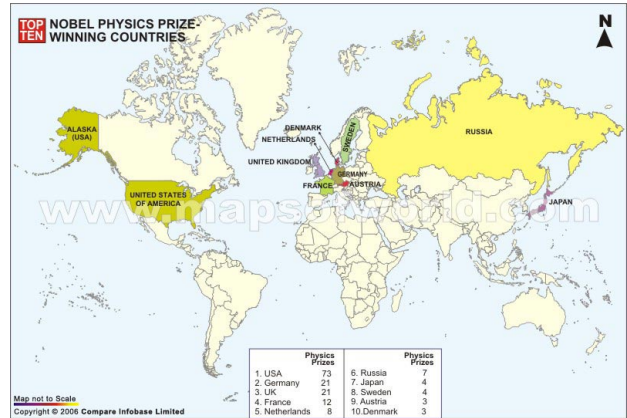 TOP TEN NOBEL PHYSICS PRIZE-WINNING COUNTRIES
N
ALASKA (USA)
UNITED STATES OF AMERICA
DENMARK
NETHERLANDS
SWEDEN
UNITED KINGDOM
GERMANY
FRANCE
AUSTRIA
RUSSIA
JAPAN
www.mapsofworld.com
Physics Prizes
1. USA 73
2. Germany 21
3. UK 21
4. France 12
5. Netherlands 8
Physics Prizes
6. Russia 7
7. Japan 4
8. Sweden 4
9. Austria 3
10.Denmark 3
Map not to Scale
Copyright © 2006 Compare Infobase Limited